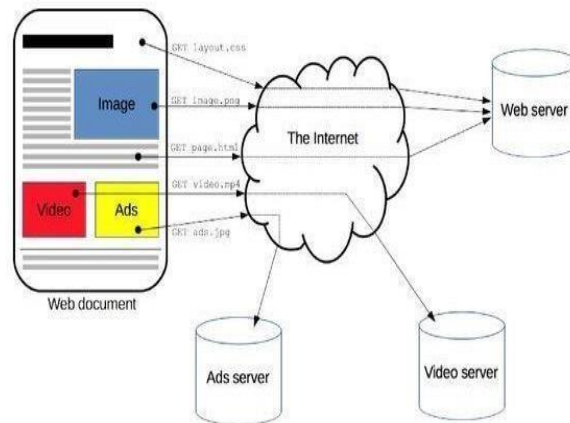 GET layout.css
Image
GET image.png
The Internet
Web server
GET page.html
Video
Ads
GET video.mp4
GET ads.jpg
Web document
Ads server
Video server